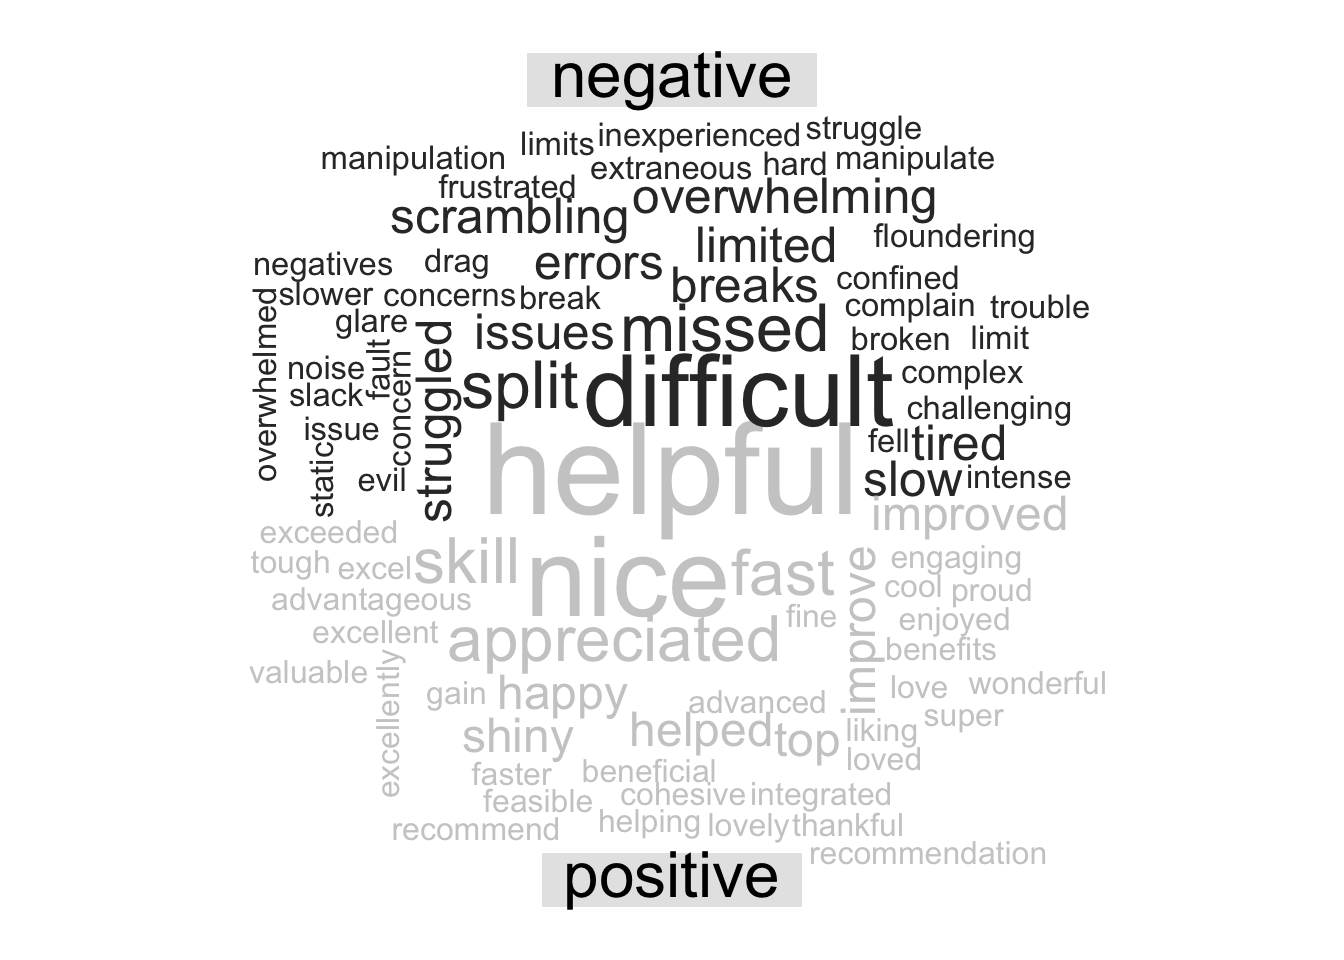 negative
limits inexperienced struggle
manipulation extraneous hard manipulate
frustrated overwhelming
scrambling
limited floundering
negatives drag errors breaks confined
slower concerns break complain trouble
overwhelmed glare struggled issues missed broken limit
noise fault concern split difficult complex
slack challenging
issue helpful fell tired
static evil slow intense
improved
exceeded
tough excel skill nice fast improve engaging
advantageous cool proud
excellent appreciated fine enjoyed
valuable excellently benefits
gain happy advanced love wonderful
shiny helped top liking super
loved
faster beneficial
feasible cohesive integrated
recommend helping lovely thankful
recommendation
positive